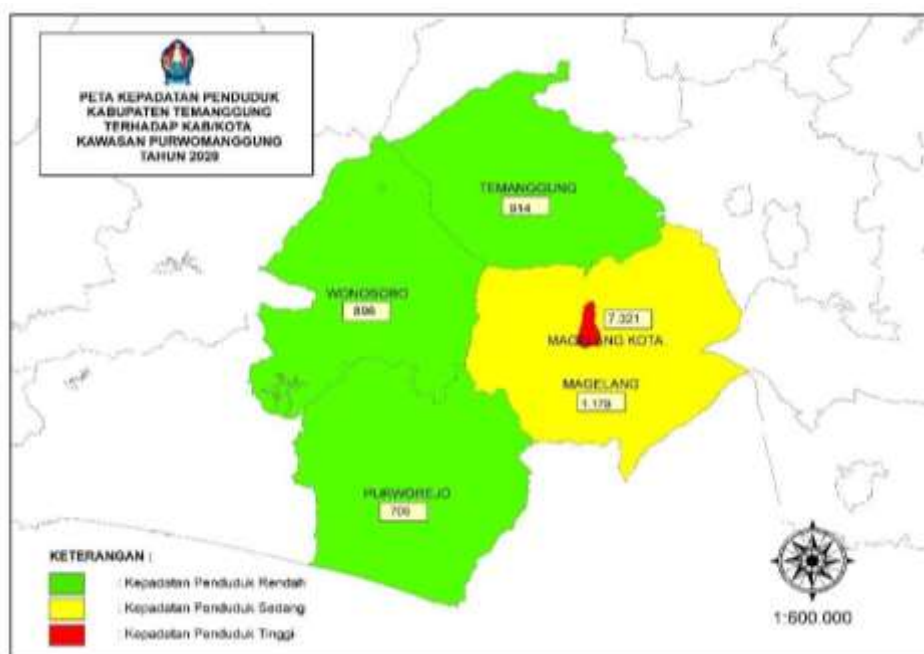 PETA KEPADATAN PENDUDUK
KABUPATEN TEMANGGUNG
TERHADAP KAB/KOTA
KAWASAN PURWOMANGGUNG
TAHUN 2020
TEMANGGUNG
914
WONOSOBO
896
7.321
MAGELANG KOTA
MAGELANG
1.179
PURWOREJO
KETERANGAN :
: Kepadatan Penduduk Rendah
: Kepadatan Penduduk Sedang
: Kepadatan Penduduk Tinggi
1:600.000